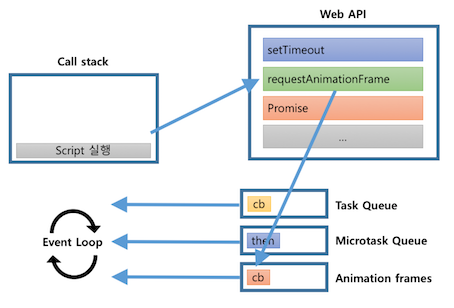 Web API
Call stack
setTimeout
requestAnimationFrame
Promise
...
Script 실행
cb
Task Queue
Event Loop
then
Microtask Queue
cb
Animation frames